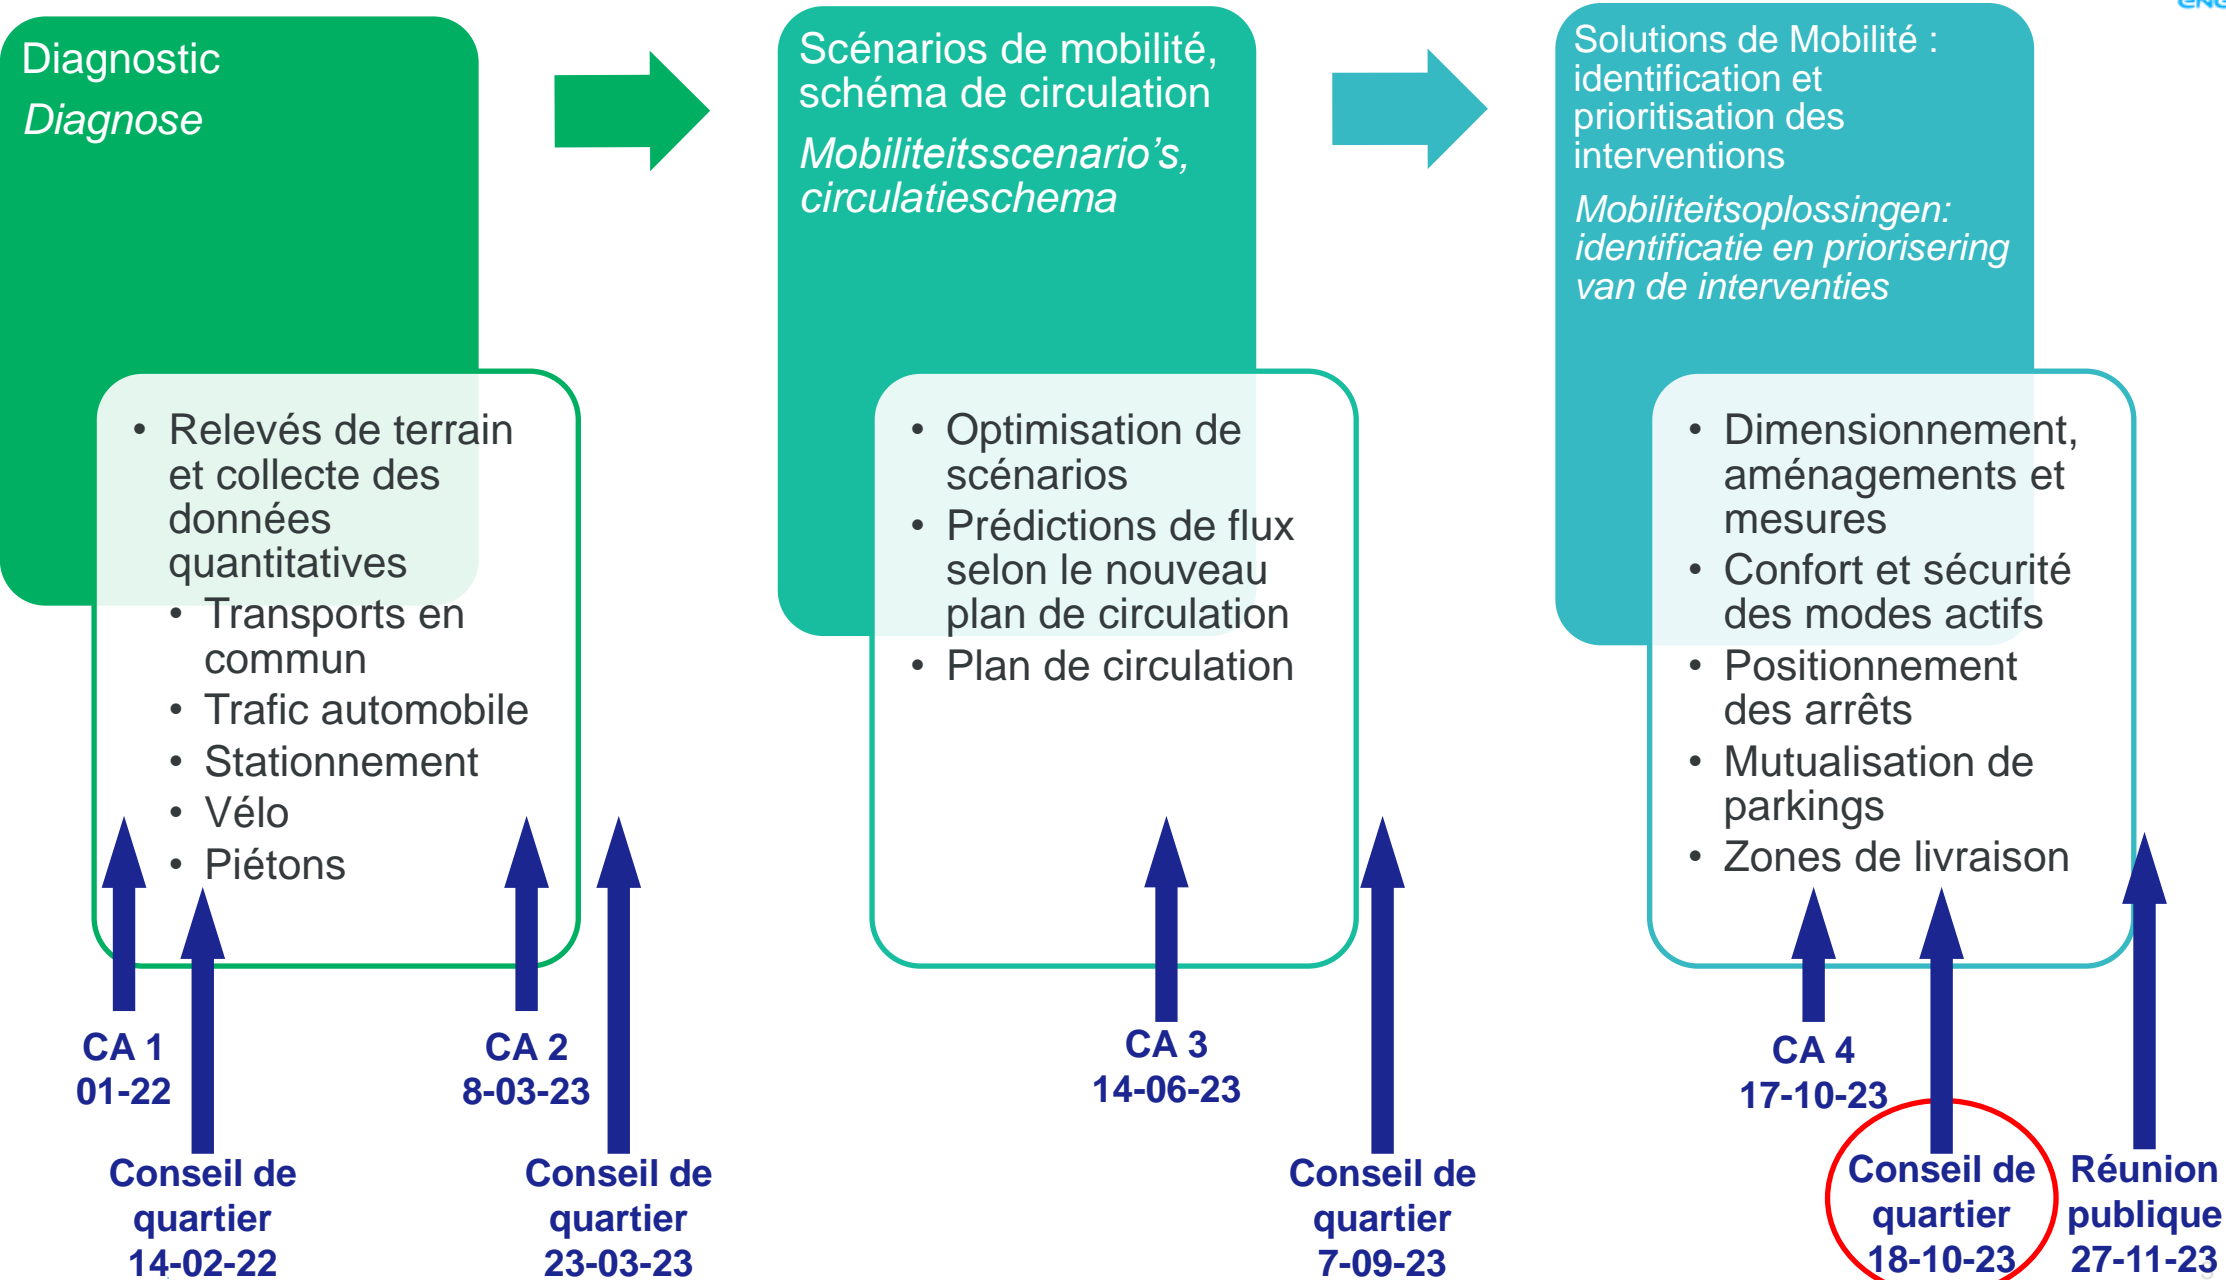 Diagnostic
Diagnose
Relevés de terrain
et collecte des
données
quantitatives
Transports en
commun
Trafic automobile
Stationnement
Vélo
Piétons
CA 1
01-22
Conseil de
quartier
14-02-22
CA 2
8-03-23
Conseil de
quartier
23-03-23
Scénarios de mobilité,
schéma de circulation
Mobiliteitsscenario’s,
circulatieschema
Optimisation de
scénarios
Prédictions de flux
selon le nouveau
plan de circulation
Plan de circulation
CA 3
14-06-23
Conseil de
quartier
7-09-23
Solutions de Mobilité :
identification et
prioritisation des
interventions
Mobiliteitsoplossingen:
identificatie en priorisering
van de interventies
Dimensionnement,
aménagements et
mesures
Confort et sécurité
des modes actifs
Positionnement
des arrêts
Mutualisation de
parkings
Zones de livraison
CA 4
17-10-23
Conseil de
quartier
18-10-23
Réunion
publique
27-11-23